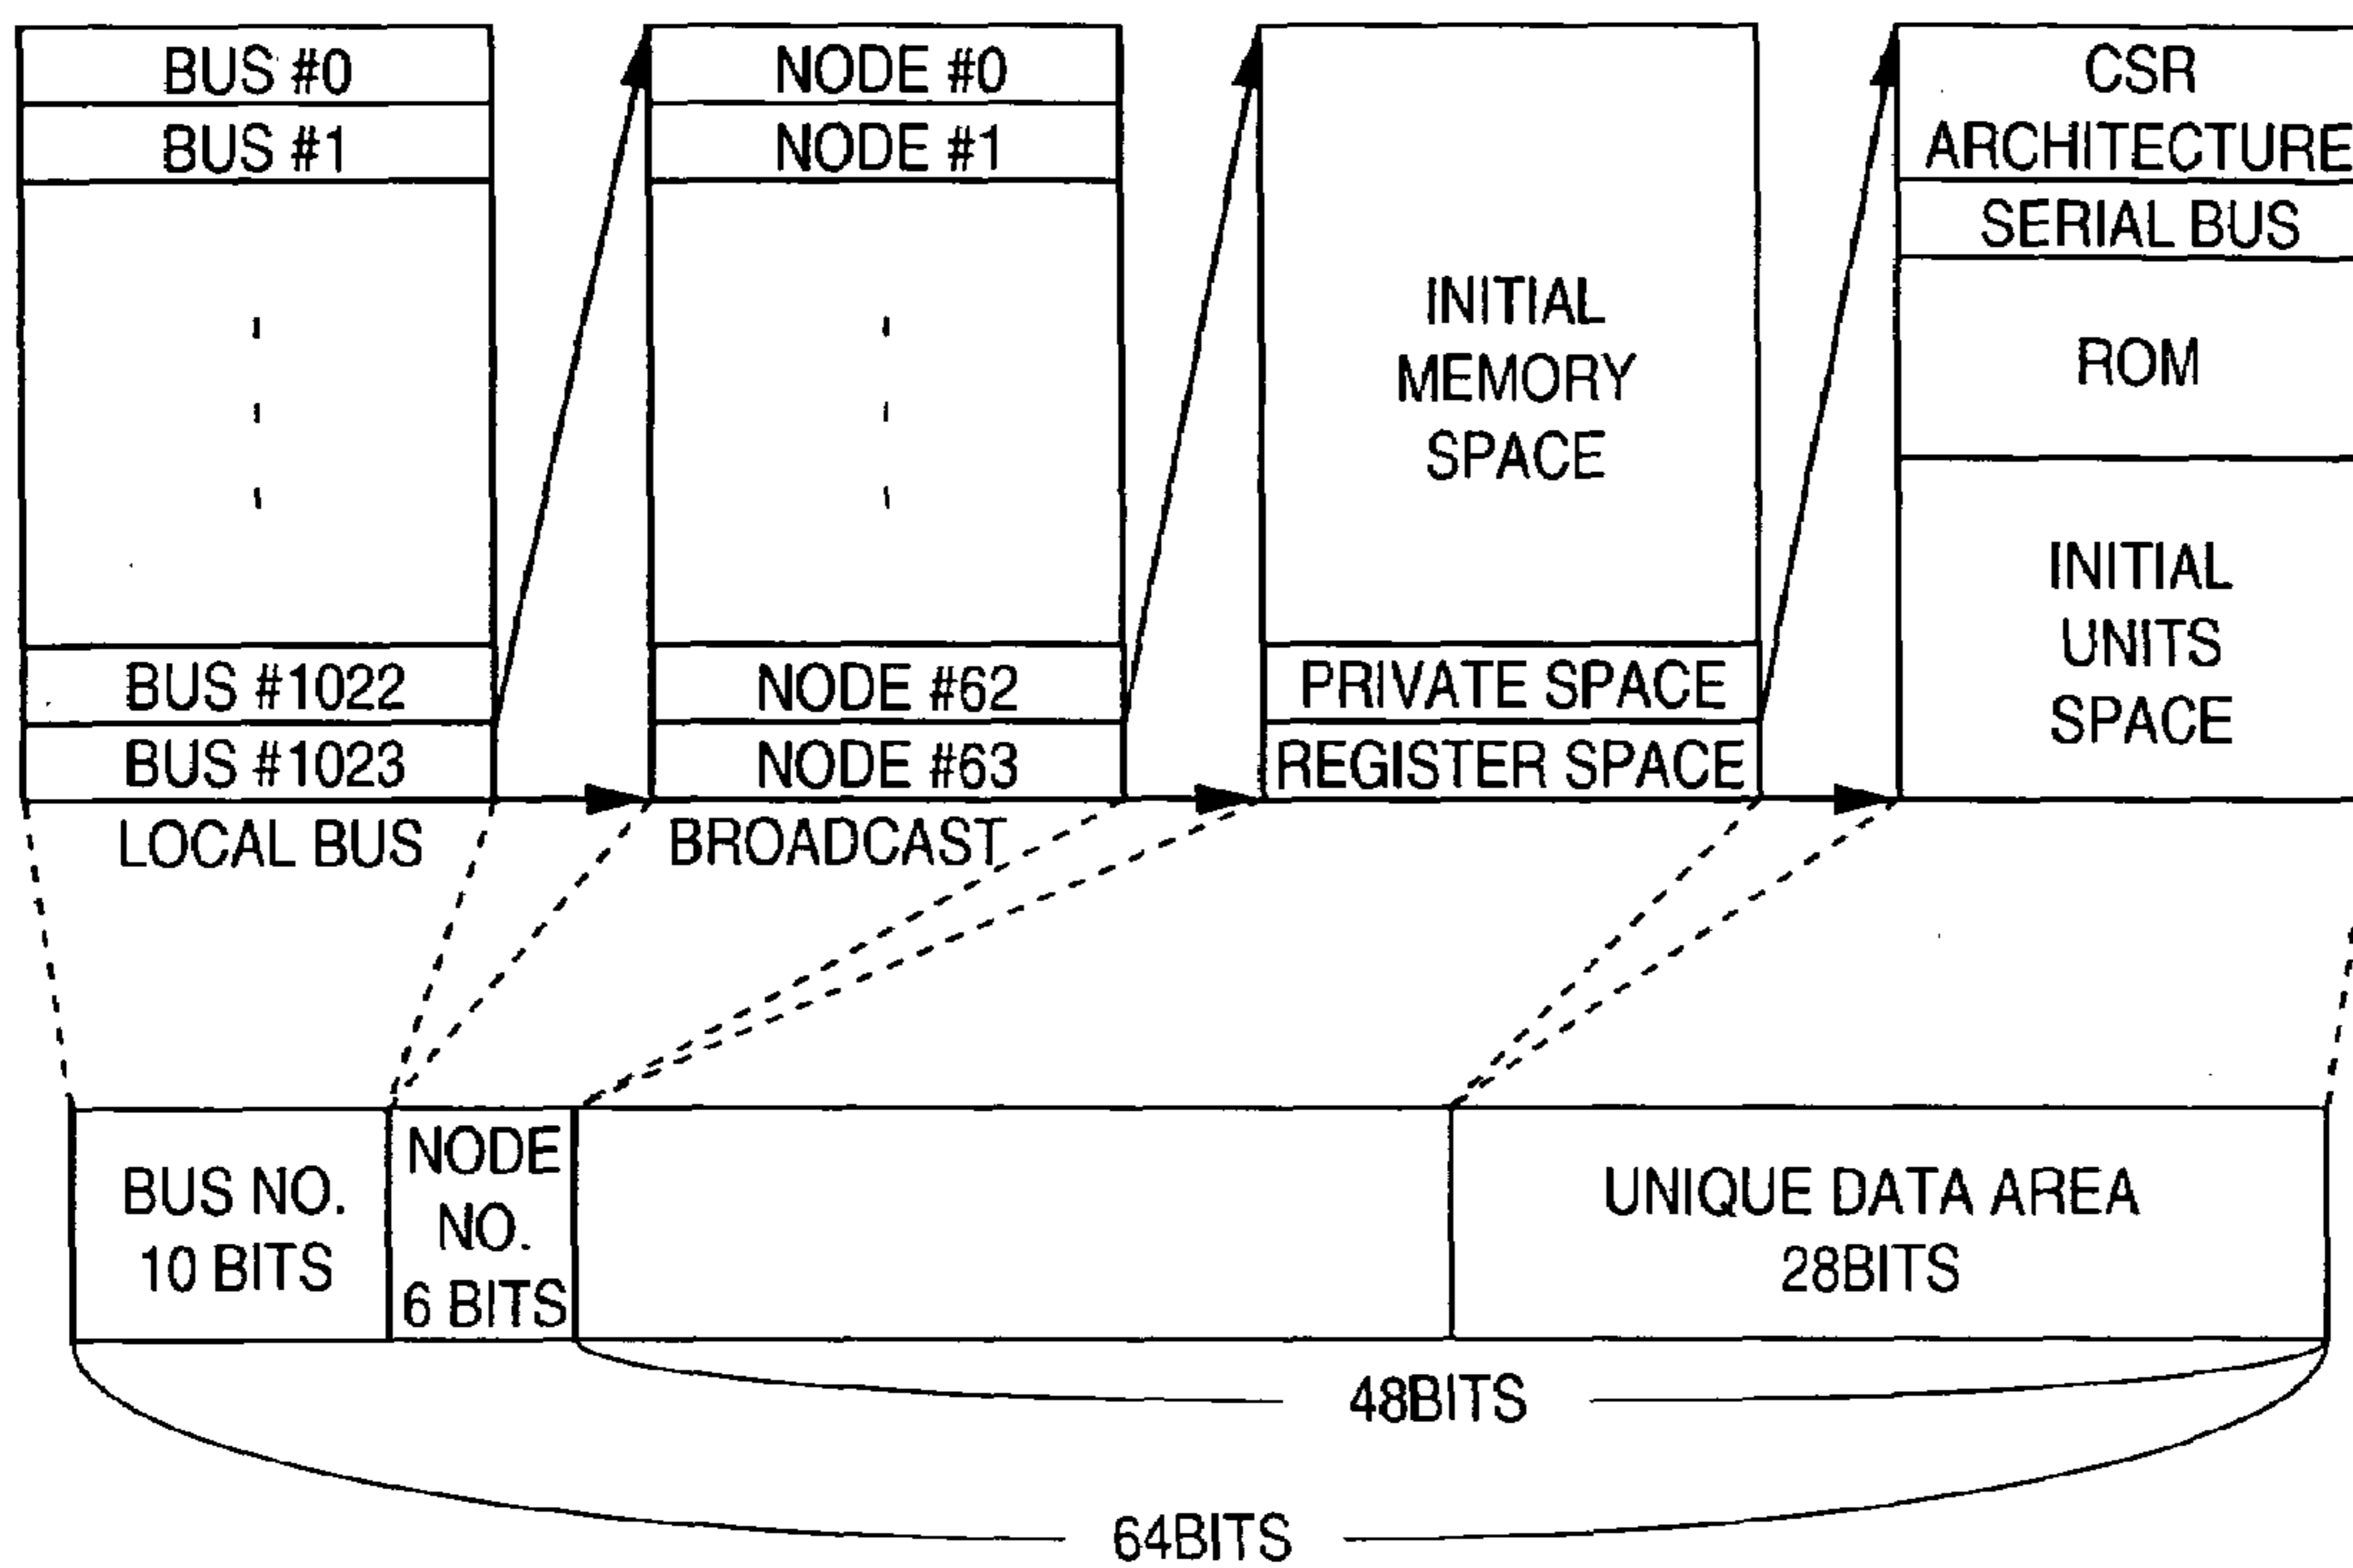 BUS #0
BUS #1
BUS #1022
BUS #1023
LOCAL BUS
NODE #0
NODE #1
NODE #62
NODE #63
BROADCAST
INITIAL
MEMORY
SPACE
PRIVATE SPACE
REGISTER SPACE
CSR
ARCHITECTURE
SERIAL BUS
ROM
INITIAL
UNITS
SPACE
BUS NO.
10 BITS
NODE
NO.
6 BITS
UNIQUE DATA AREA
28BITS
48BITS
64BITS